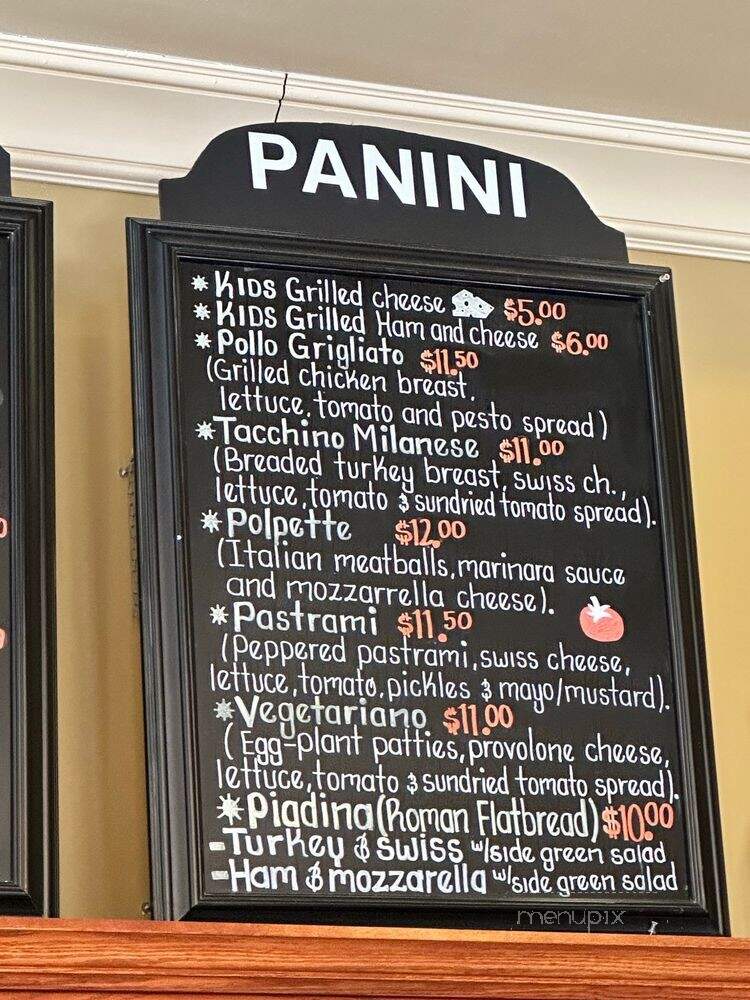 PANINI
* KIDS Grilled cheese $5.00
* KIDS Grilled Ham and cheese $6.00
* Pollo Grigliato $11.50
(Grilled chicken breast,
lettuce, tomato and pesto spread)
* Tacchino Milanese $11.00
(Breaded turkey breast, swiss ch.,
lettuce, tomato & sundried tomato spread).
* Polpette $12.00
(Italian meatballs, marinara sauce
and mozzarrella cheese).
* Pastrami $11.50
(Peppered pastrami, swiss cheese,
lettuce, tomato, pickles & mayo/mustard).
* Vegetariano $11.00
(Egg-plant patties, provolone cheese,
lettuce, tomato & sundried tomato spread).
* Piadina (Roman Flatbread) $10.00
- Turkey & swiss w/side green salad
- Ham & mozzarella w/side green salad
menupix